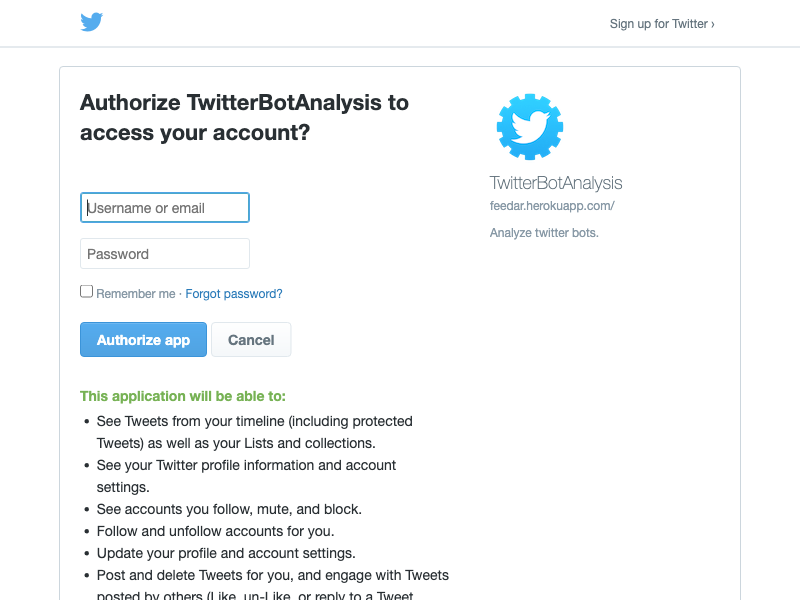 Sign up for Twitter ›
Authorize TwitterBotAnalysis to
access your account?
Username or email
Password
Remember me · Forgot password?
Authorize app
Cancel
This application will be able to:
• See Tweets from your timeline (including protected
Tweets) as well as your Lists and collections.
• See your Twitter profile information and account
settings.
• See accounts you follow, mute, and block.
• Follow and unfollow accounts for you.
• Update your profile and account settings.
• Post and delete Tweets for you, and engage with Tweets
posted by others (Like, un-Like, or reply to a Tweet,
TwitterBotAnalysis
feedar.herokuapp.com/
Analyze twitter bots.